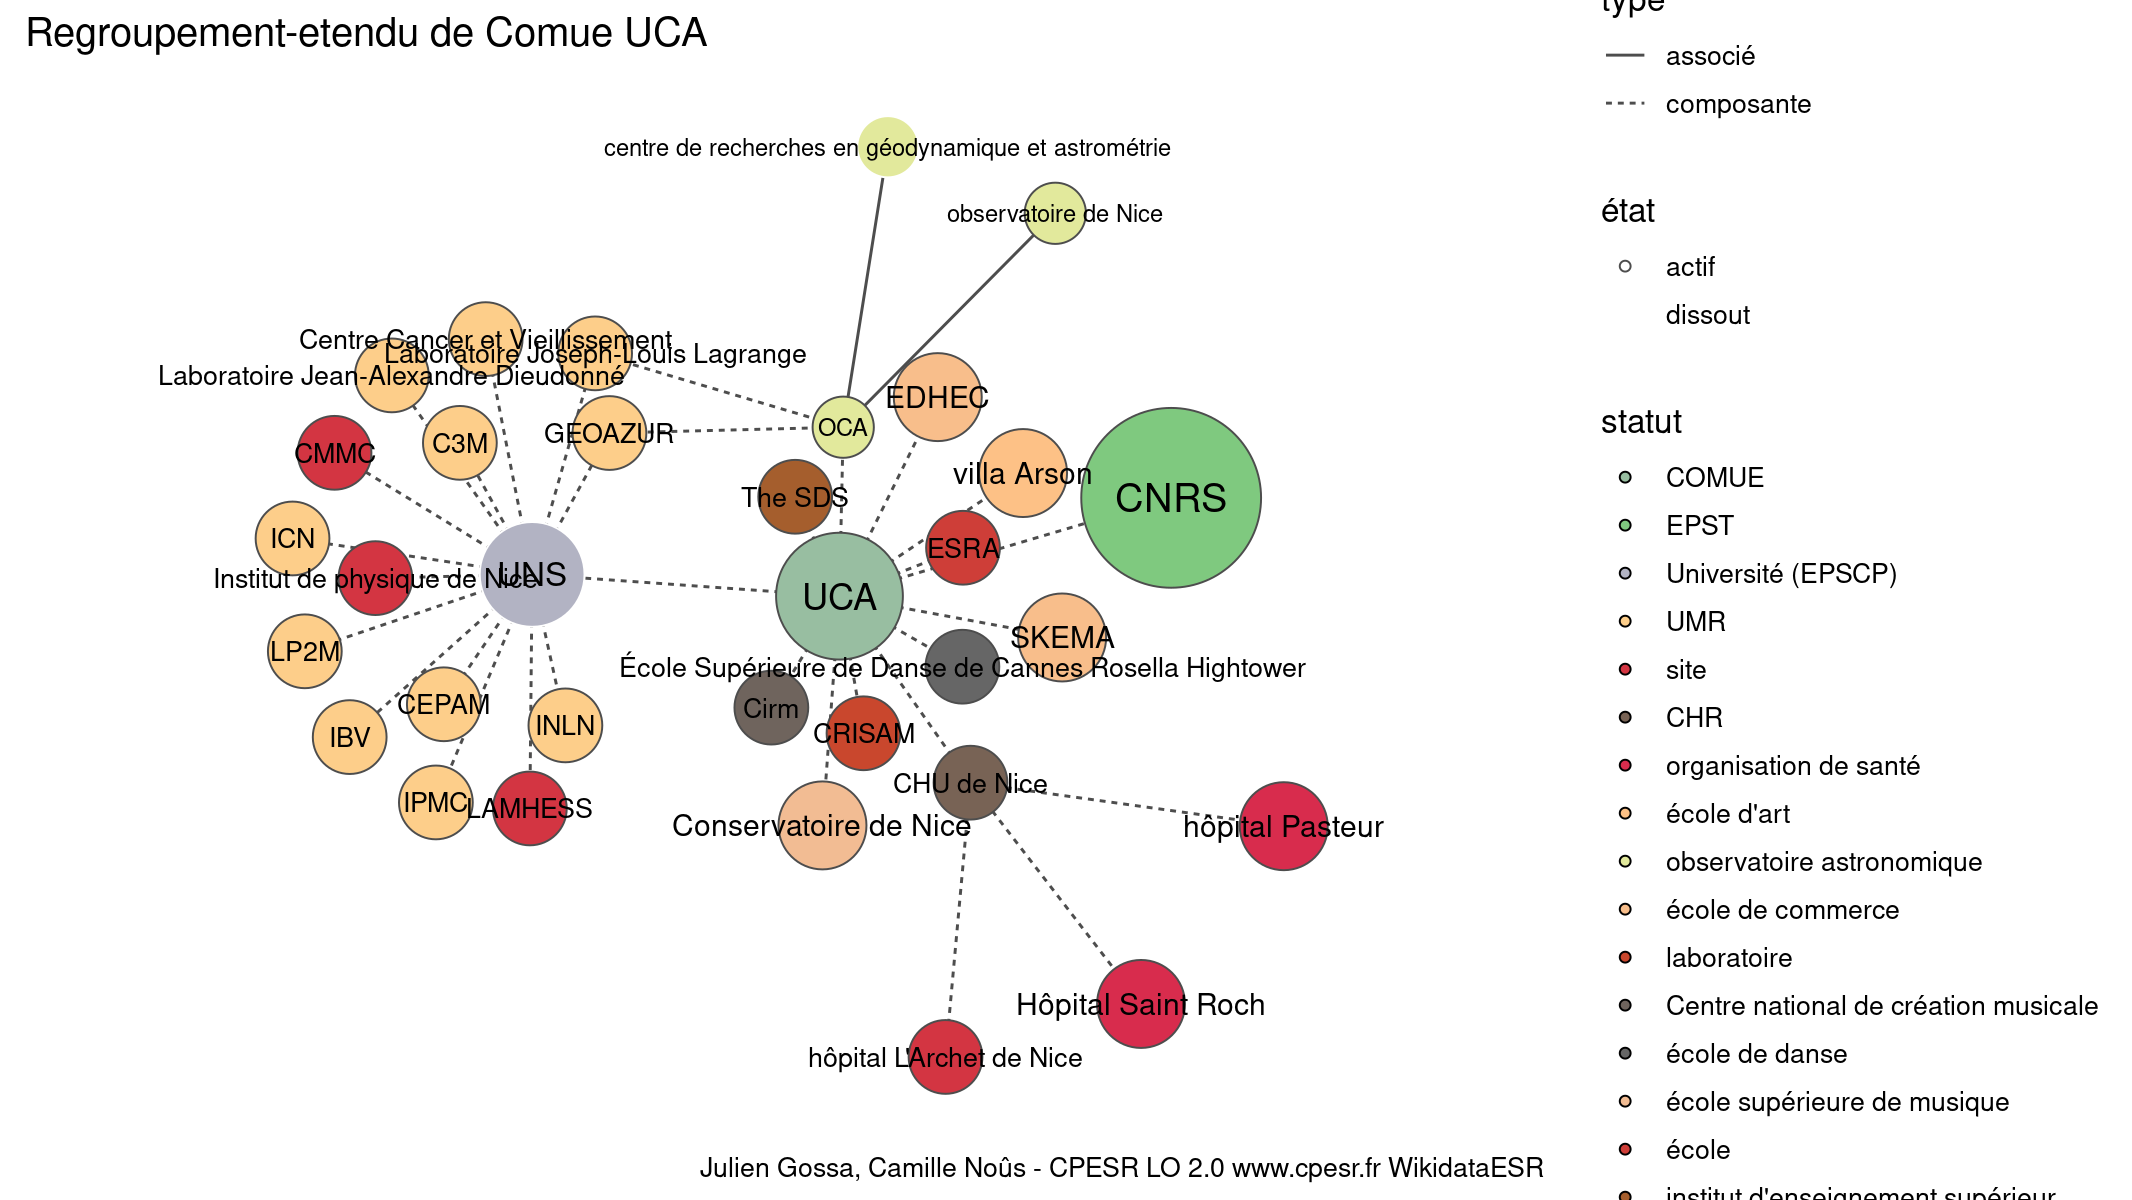 Regroupement-etendu de Comue UCA
centre de recherches en géodynamique et astrométrie
observatoire de Nice
Centre Cancer et Vieillissement
Laboratoire Joseph-Louis Lagrange
Laboratoire Jean-Alexandre Dieudonné
EDHEC
OCA
GEOAZUR
C3M
CMMC
villa Arson
The SDS
CNRS
ICN
ESRA
UNS
Institut de physique de Nice
UCA
SKEMA
LP2M
École Supérieure de Danse de Cannes Rosella Hightower
CEPAM
Cirm
INLN
CRISAM
IBV
CHU de Nice
IPMC
LAMHESS
Conservatoire de Nice
hôpital Pasteur
Hôpital Saint Roch
hôpital L'Archet de Nice
type
associé
composante
état
actif
dissout
statut
COMUE
EPST
Université (EPSCP)
UMR
site
CHR
organisation de santé
école d'art
observatoire astronomique
école de commerce
laboratoire
Centre national de création musicale
école de danse
école supérieure de musique
école
institut d'enseignement supérieur
Julien Gossa, Camille Noûs - CPESR LO 2.0 www.cpesr.fr WikidataESR